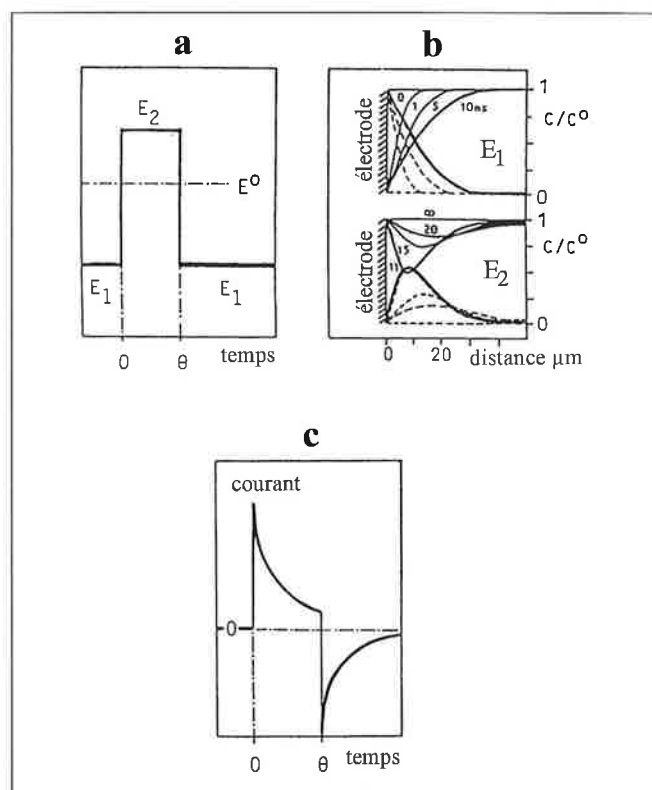 a
E2
E°
E1
E1
0
θ
temps
b
électrode
0
1
5
10ns
E1
1
C/C°
0
électrode
∞
20
15
11
E2
1
C/C°
0
0
20
distance µm
c
courant
0
0
θ
temps